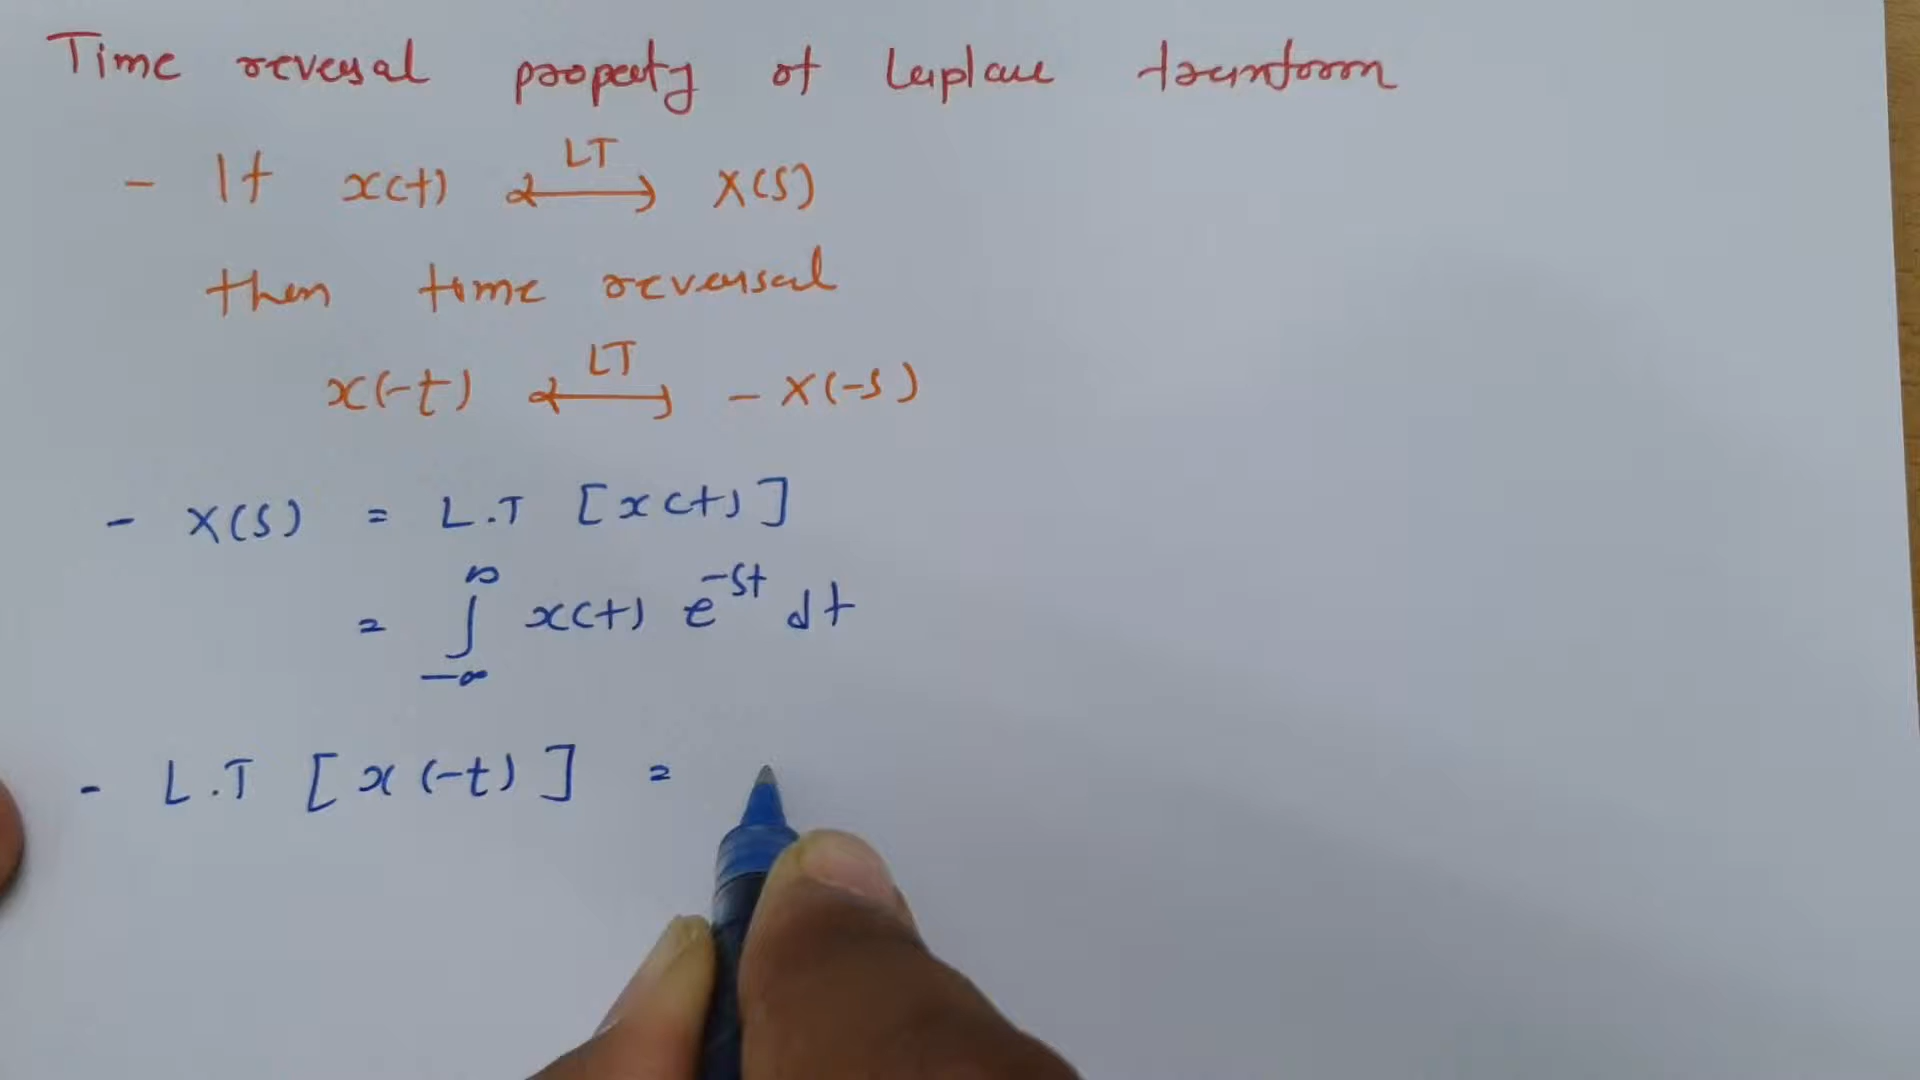 Time reversal property of Laplace transform
- If x(t) ⟷ X(s)
LT
then time reversal
x(-t) ⟷ - X(-s)
LT
- X(s) = L.T [x(t)]
= ∫_{-∞}^{∞} x(t) e^{-st} dt
- L.T [x(-t)] =